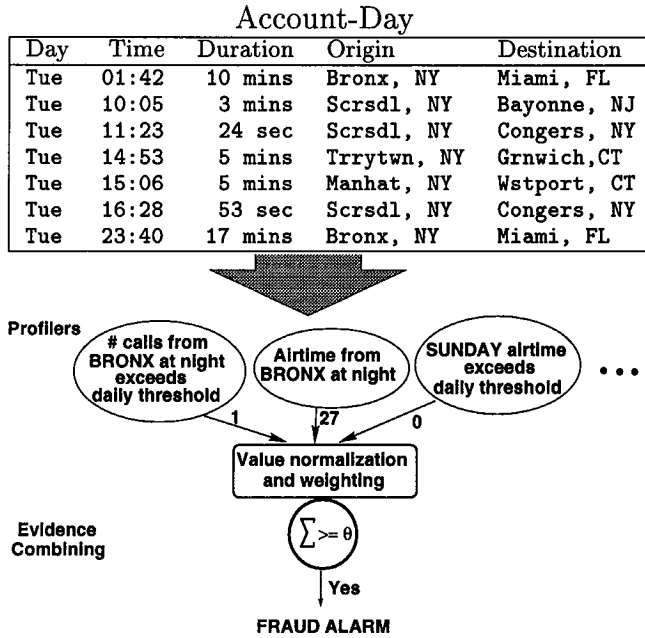 Account-Day
Day Time Duration Origin Destination
Tue 01:42 10 mins Bronx, NY Miami, FL
Tue 10:05 3 mins Scrsdl, NY Bayonne, NJ
Tue 11:23 24 sec Scrsdl, NY Congers, NY
Tue 14:53 5 mins Trrytwn, NY Grnwich,CT
Tue 15:06 5 mins Manhat, NY Wstport, CT
Tue 16:28 53 sec Scrsdl, NY Congers, NY
Tue 23:40 17 mins Bronx, NY Miami, FL
Profilers
# calls from
BRONX at night
exceeds
daily threshold
Airtime from
BRONX at night
SUNDAY airtime
exceeds
daily threshold
• • •
1
27
0
Value normalization
and weighting
Evidence
Combining
∑ >= θ
Yes
FRAUD ALARM